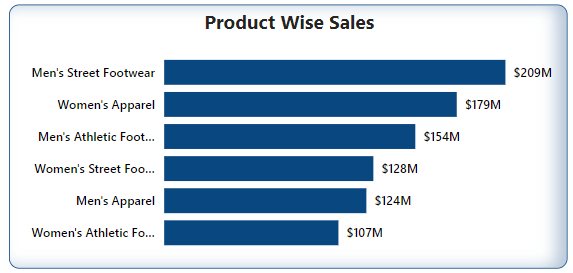 Product Wise Sales
Men's Street Footwear $209M
Women's Apparel $179M
Men's Athletic Foot... $154M
Women's Street Foo... $128M
Men's Apparel $124M
Women's Athletic Fo... $107M